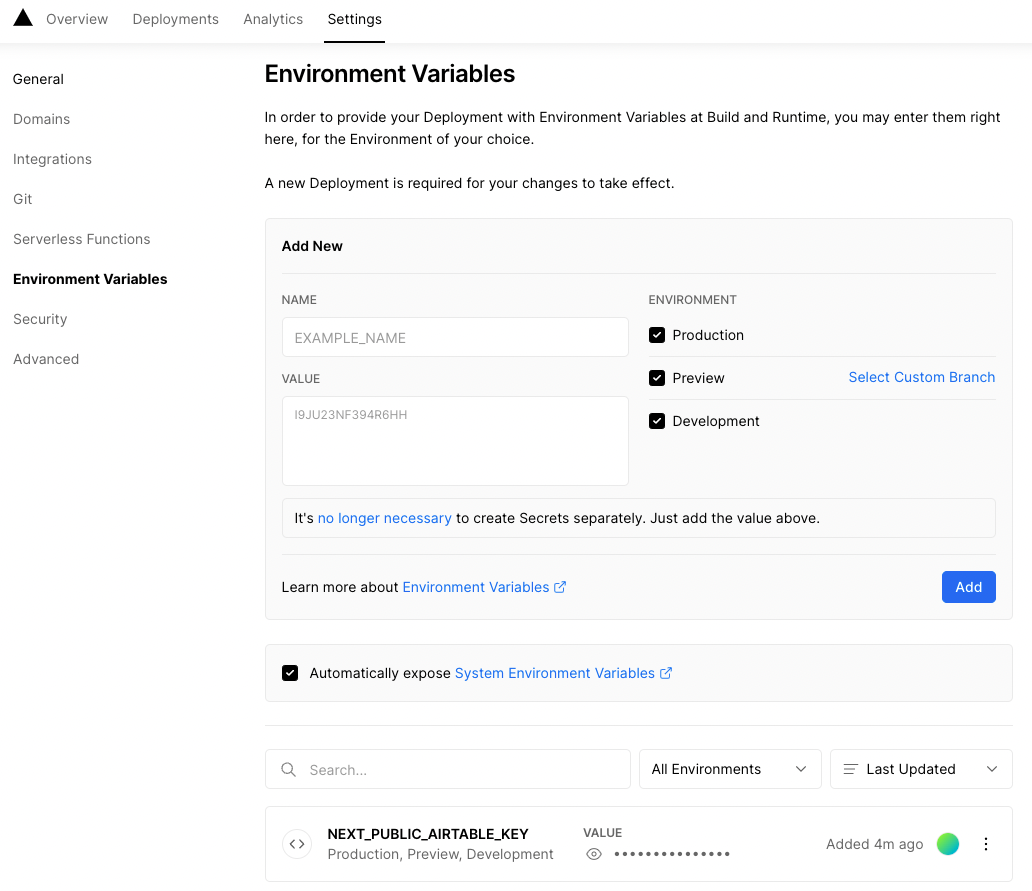 Overview Deployments Analytics Settings
General
Domains
Integrations
Git
Serverless Functions
Environment Variables
Security
Advanced
Environment Variables
In order to provide your Deployment with Environment Variables at Build and Runtime, you may enter them right
here, for the Environment of your choice.
A new Deployment is required for your changes to take effect.
Add New
NAME
EXAMPLE_NAME
VALUE
I9JU23NF394R6HH
ENVIRONMENT
Production
Preview Select Custom Branch
Development
It's no longer necessary to create Secrets separately. Just add the value above.
Learn more about Environment Variables
Add
Automatically expose System Environment Variables
Search...
All Environments
Last Updated
NEXT_PUBLIC_AIRTABLE_KEY
Production, Preview, Development
VALUE
•••••••••••••••
Added 4m ago